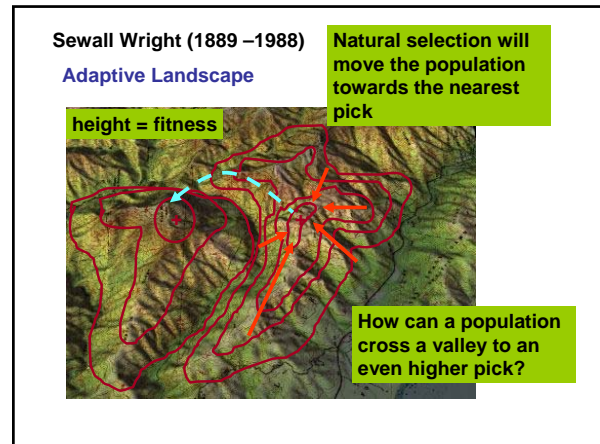 Sewall Wright (1889 –1988)
Adaptive Landscape
Natural selection will
move the population
towards the nearest
pick
height = fitness
How can a population
cross a valley to an
even higher pick?